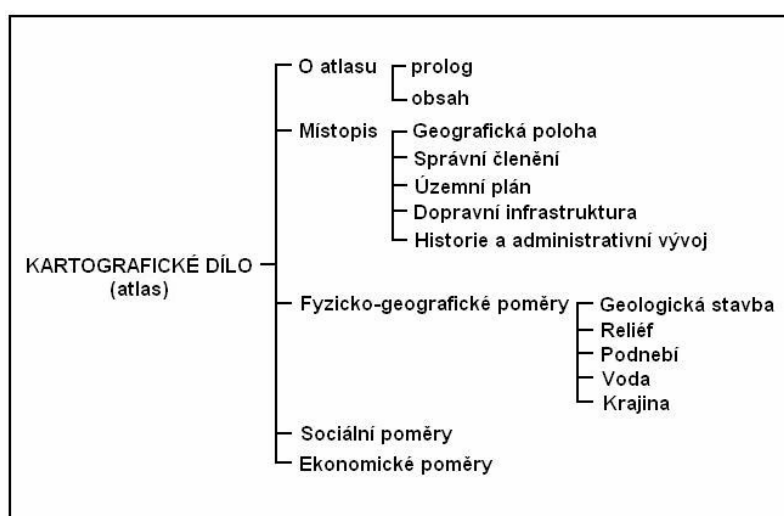 O atlasu
prolog
obsah
Místopis
Geografická poloha
Správní členění
Územní plán
Dopravní infrastruktura
Historie a administrativní vývoj
KARTOGRAFICKÉ DÍLO
(atlas)
Fyzicko-geografické poměry
Geologická stavba
Reliéf
Podnebí
Voda
Krajina
Sociální poměry
Ekonomické poměry